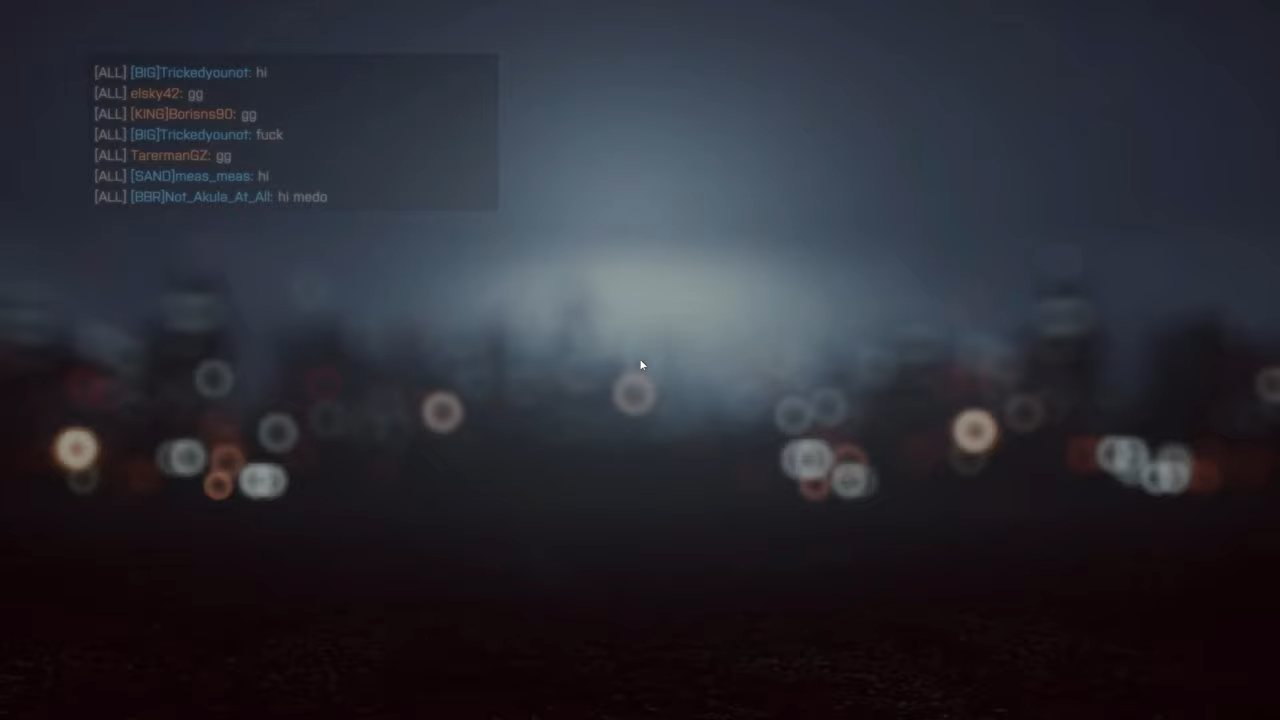 [ALL] [BIG]Trickedyounot: hi
[ALL] elsky42: gg
[ALL] [KING]Borisns90: gg
[ALL] [BIG]Trickedyounot: fuck
[ALL] TarermanGZ: gg
[ALL] [SAND]meas_meas: hi
[ALL] [BBR]Not_Akula_At_All: hi medo